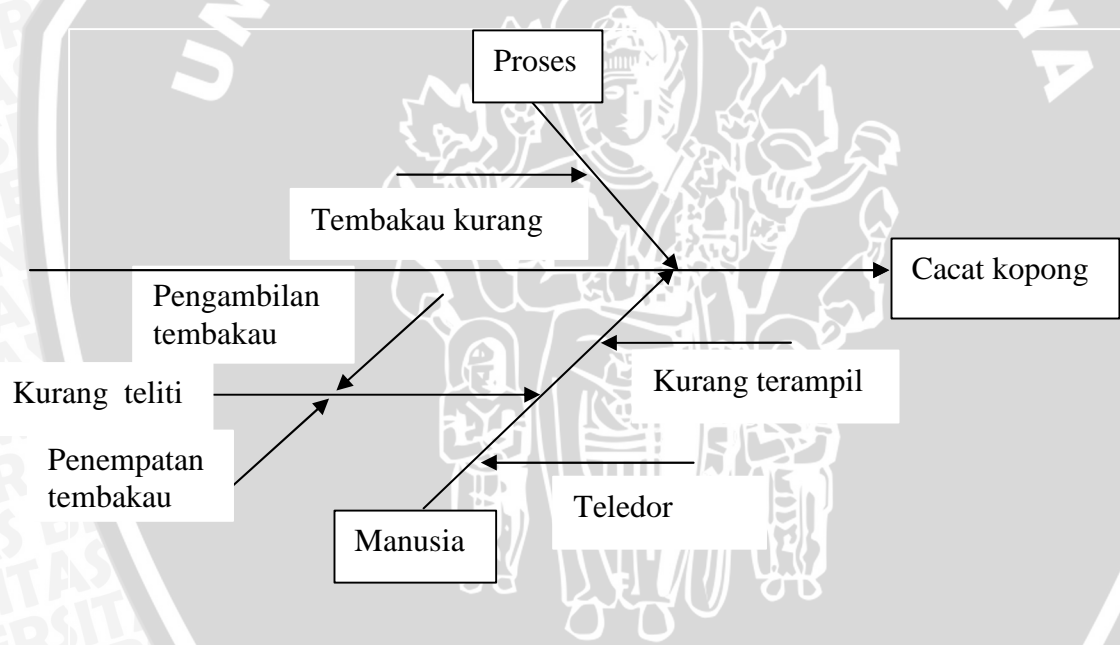 Proses
Tembakau kurang
Cacat kopong
Pengambilan
tembakau
Kurang terampil
Kurang teliti
Penempatan
tembakau
Teledor
Manusia